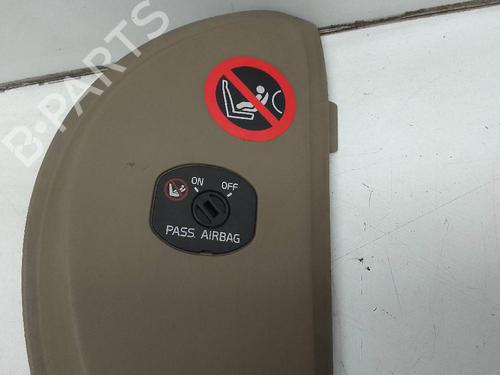 B-PARTS
ON OFF
PASS. AIRBAG